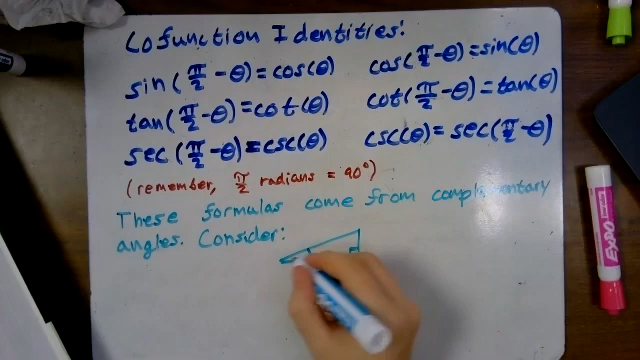 Cofunction Identities:
sin(π/2 - θ) = cos(θ) cos(π/2 - θ) = sin(θ)
tan(π/2 - θ) = cot(θ) cot(π/2 - θ) = tan(θ)
sec(π/2 - θ) = csc(θ) csc(θ) = sec(π/2 - θ)
(remember, π/2 radians = 90°)
These formulas come from complimentary
angles. Consider:
EXPO